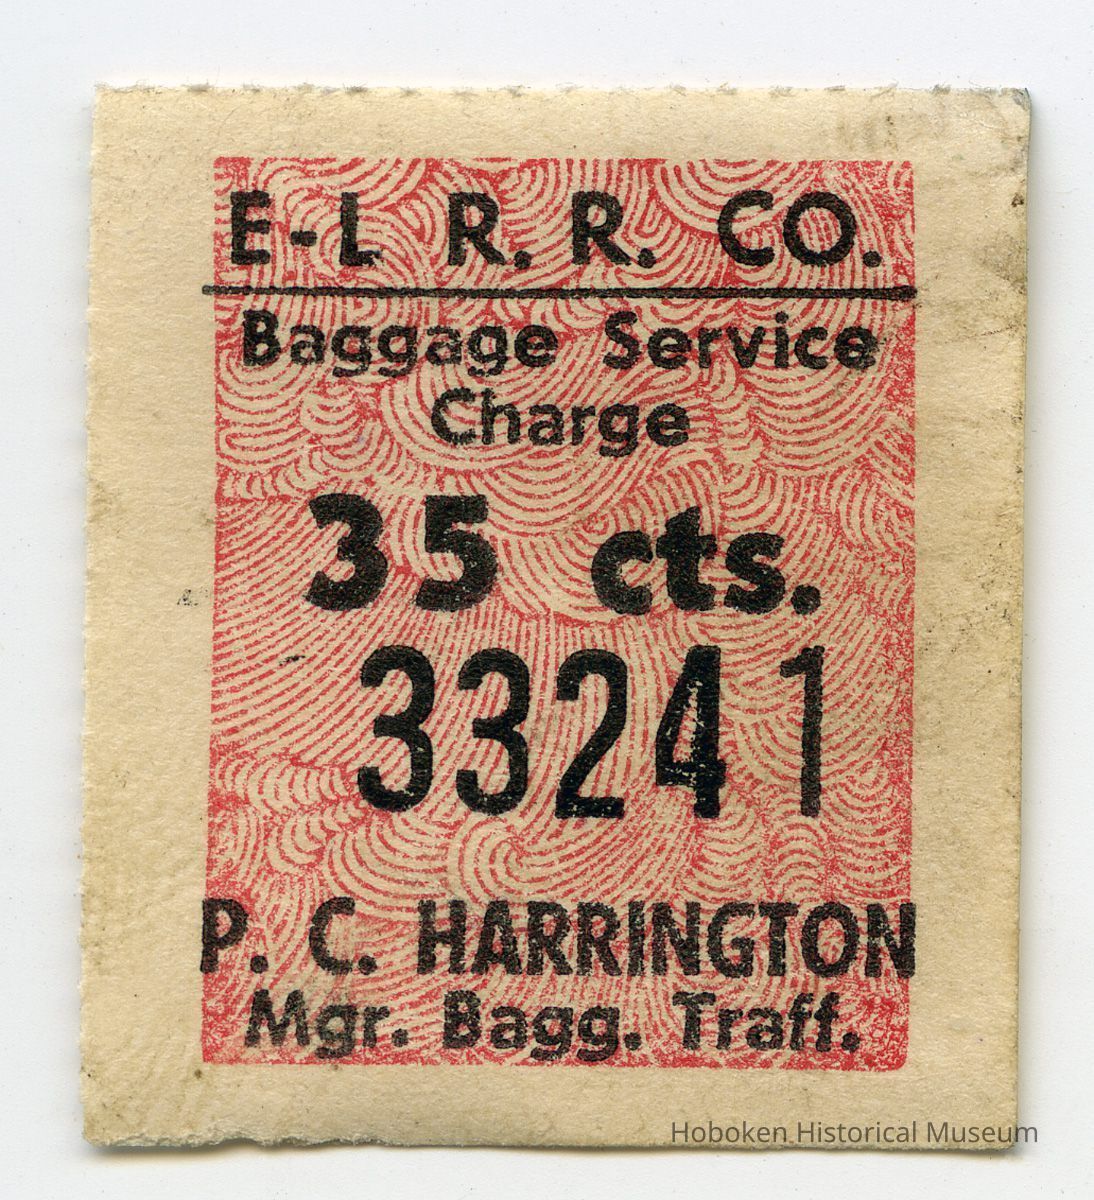 E-L R. R. CO.
Baggage Service
Charge
35 cts.
33241
P. C. HARRINGTON
Mgr. Bagg. Traff.
Hoboken Historical Museum